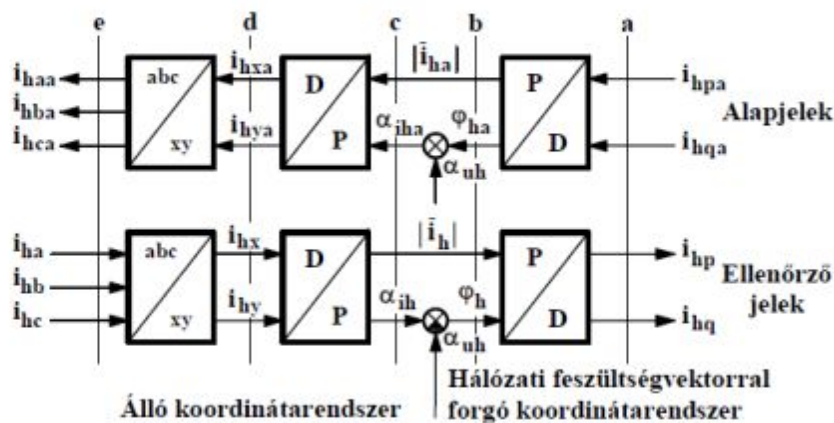 e d c b a
i_haa abc i_hxa D |ī_ha| P i_hpa
i_hba Alapjelek
i_hca xy i_hya P α_iha φ_ha D i_hqa
α_uh
i_ha abc i_hx D |ī_h| P i_hp
i_hb Ellenőrző
i_hc xy i_hy P α_ih φ_h D i_hq
jelek
α_uh
Álló koordinátarendszer
Hálózati feszültségvektorral
forgó koordinátarendszer